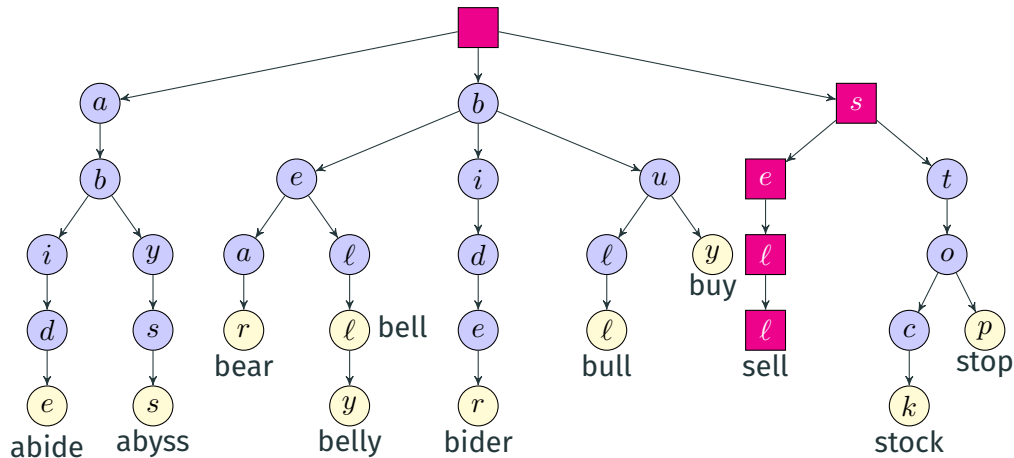 a b s
b e i u e t
i y a ℓ d ℓ y ℓ o
buy
d s r ℓ bell e ℓ ℓ c p
bear bull sell stop
e s y r k
abide abyss belly bider stock